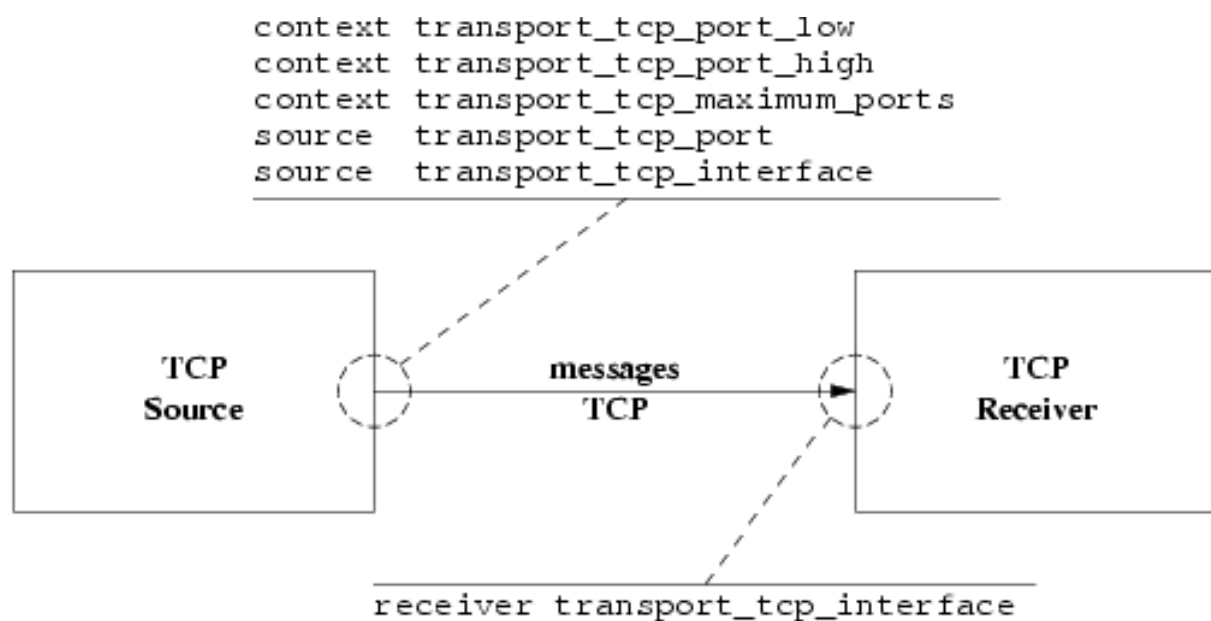 context transport_tcp_port_low
context transport_tcp_port_high
context transport_tcp_maximum_ports
source transport_tcp_port
source transport_tcp_interface
TCP
Source
messages
TCP
TCP
Receiver
receiver transport_tcp_interface